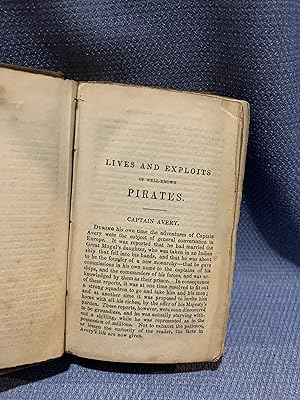 LIVES AND EXPLOITS
OF WELL-KNOWN
PIRATES.
CAPTAIN AVERY.
DURING his own time the adventures of Captain
Avery were the subject of general conversation in
Europe. It was reported that he had married the
Great Mogul's daughter, who was taken in an Indian
ship, that fell into his hands, and that he was about
to be the founder of a new monarchy—that he gave
commissions in his own name to the captains of his
ships, and the commanders of his forces, and was ac-
knowledged by them as their prince. In consequence
of these reports, it was at one time resolved to fit out
a strong squadron to go and take him and his men;
and at another time it was proposed to invite him
home with all his riches, by the offer of his Majesty's
pardon. These reports, however, were soon discovered
to be groundless, and he was actually starving with-
out a shilling, while he was represented as in the
possession of millions. Not to exhaust the patience,
or lessen the curiosity of the reader, the facts in
Avery's life are now given.